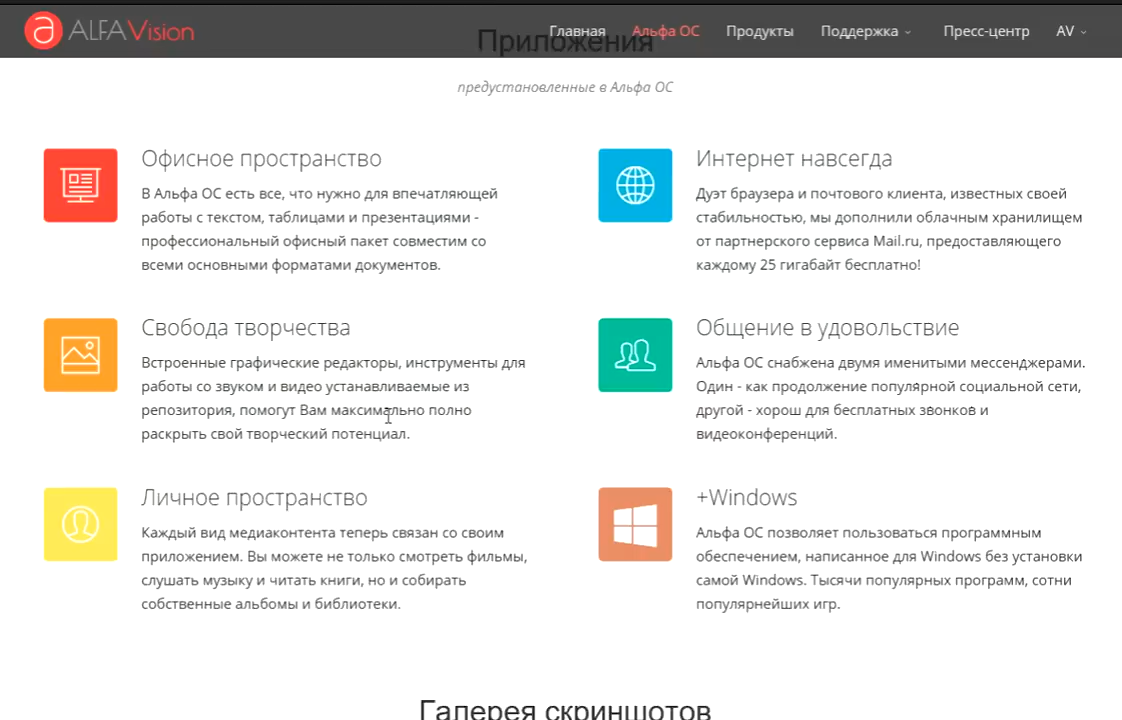 ALFAVision
Главная Альфа ОС Продукты Поддержка Пресс-центр AV
Приложения
предустановленные в Альфа ОС
Офисное пространство
В Альфа ОС есть все, что нужно для впечатляющей
работы с текстом, таблицами и презентациями -
профессиональный офисный пакет совместим со
всеми основными форматами документов.
Интернет навсегда
Дуэт браузера и почтового клиента, известных своей
стабильностью, мы дополнили облачным хранилищем
от партнерского сервиса Mail.ru, предоставляющего
каждому 25 гигабайт бесплатно!
Свобода творчества
Встроенные графические редакторы, инструменты для
работы со звуком и видео устанавливаемые из
репозитория, помогут Вам максимально полно
раскрыть свой творческий потенциал.
Общение в удовольствие
Альфа ОС снабжена двумя именитыми мессенджерами.
Один - как продолжение популярной социальной сети,
другой - хорош для бесплатных звонков и
видеоконференций.
Личное пространство
Каждый вид медиаконтента теперь связан со своим
приложением. Вы можете не только смотреть фильмы,
слушать музыку и читать книги, но и собирать
собственные альбомы и библиотеки.
+Windows
Альфа ОС позволяет пользоваться программным
обеспечением, написанное для Windows без установки
самой Windows. Тысячи популярных программ, сотни
популярнейших игр.
Галерея скриншотов